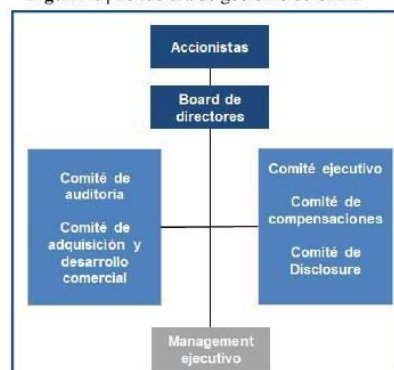 Accionistas
Board de
directores
Comité de
auditoría
Comité de
adquisición y
desarrollo
comercial
Comité ejecutivo
Comité de
compensaciones
Comité de
Disclosure
Management
ejecutivo